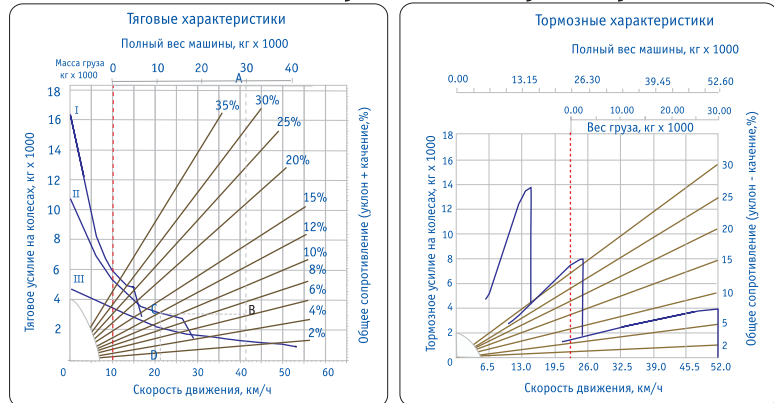 Тяговые характеристики
Полный вес машины, кг x 1000
Масса груза
кг x 1000
0 10 20 30 40
A
18
16
14
12
10
8
6
4
2
0
I
II
III
35%
30%
25%
20%
15%
12%
10%
8%
6%
4%
2%
C
B
D
10 20 30 40 50 60
Тяговое усилие на колесах, кг x 1000
Общее сопротивление (уклон + качение,%)
Скорость движения, км/ч
Тормозные характеристики
Полный вес машины, кг x 1000
0.00 13.15 26.30 39.45 52.60
0.00 10.00 20.00 30.00
Вес груза, кг x 1000
18
16
14
12
10
8
6
4
2
0
30
25
20
15
10
5
2
6.5 13.0 19.5 26.0 32.5 39.0 45.5 52.0
Тормозное усилие на колесах, кг x 1000
Общее сопротивление (уклон - качение,%)
Скорость движения, км/ч